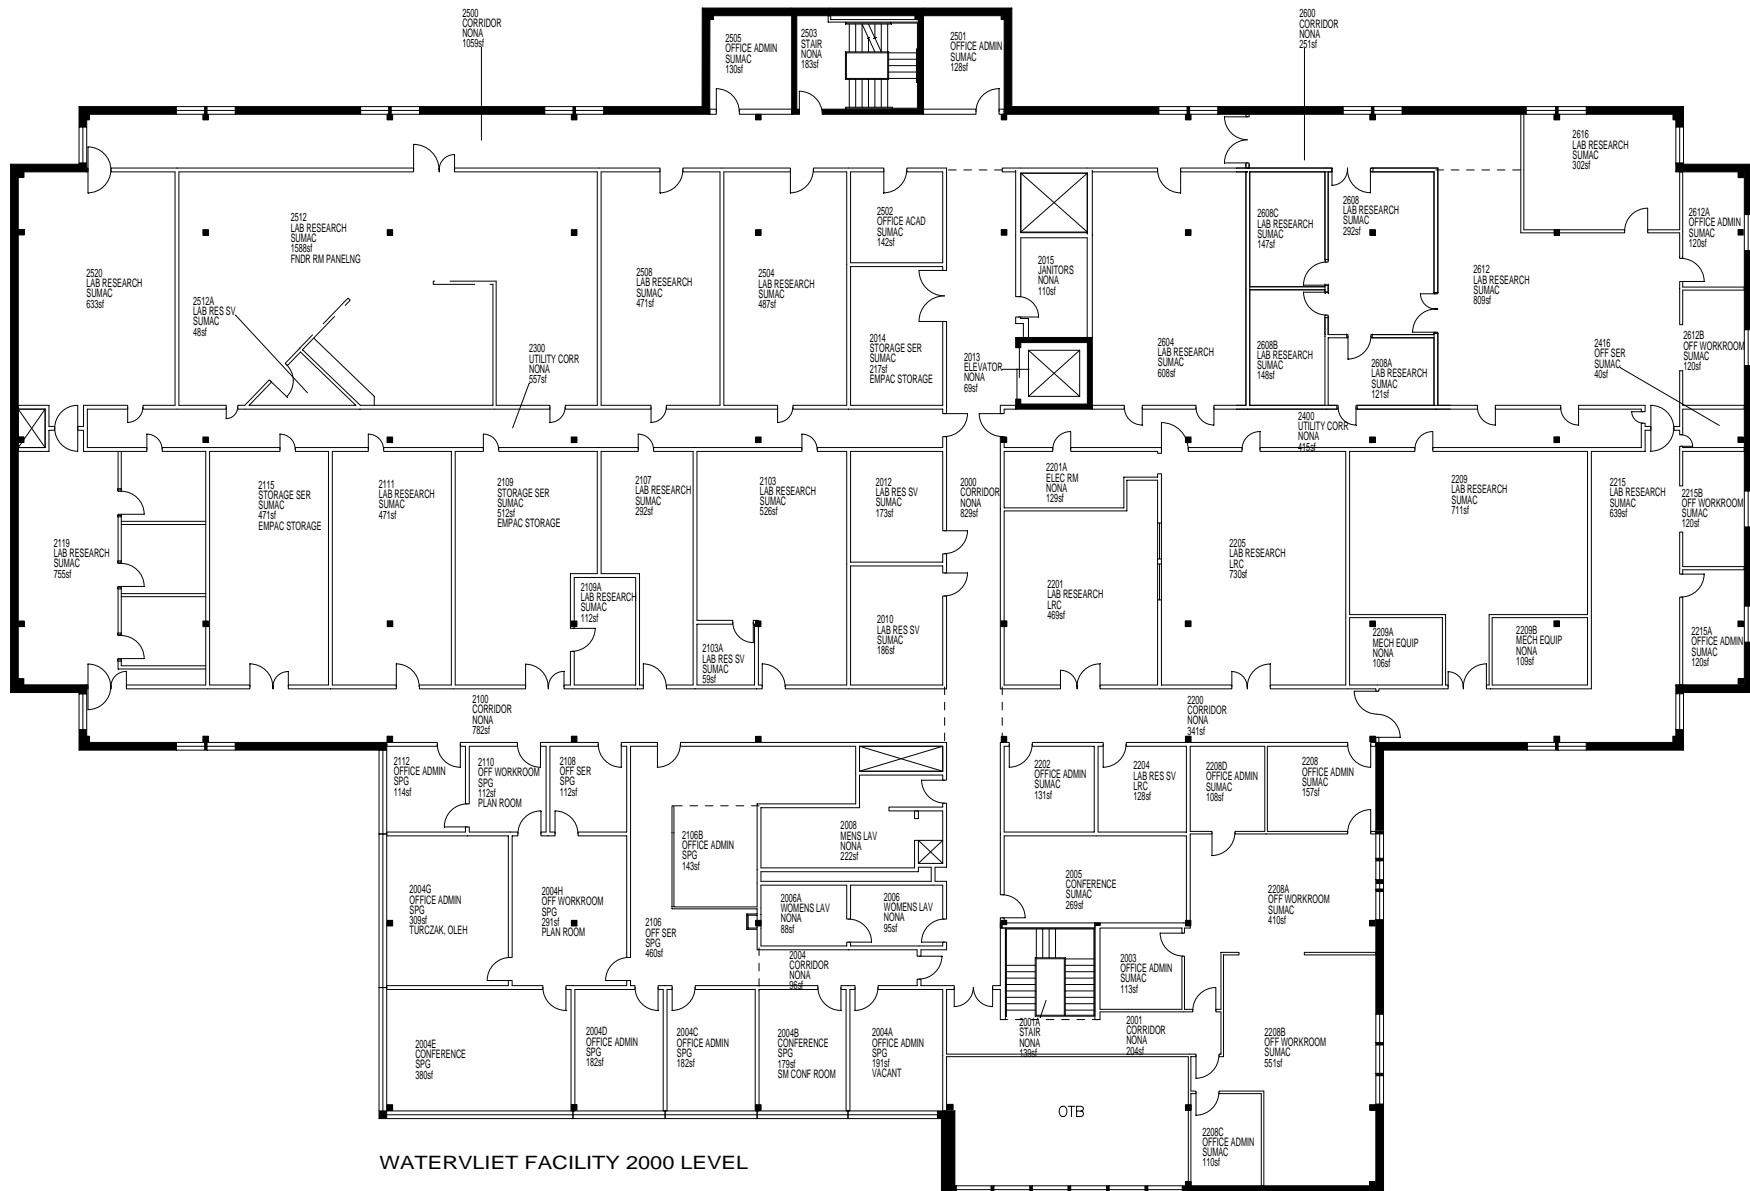 2500
CORRIDOR
NONA
1059sf
2505
OFFICE ADMIN
SUMAC
130sf
2503
STAIR
NONA
183sf
2501
OFFICE ADMIN
SUMAC
128sf
2600
CORRIDOR
NONA
251sf
2616
LAB RESEARCH
SUMAC
302sf
2520
LAB RESEARCH
SUMAC
633sf
2512
LAB RESEARCH
SUMAC
1588sf
FNDR RM PANELNG
2512A
LAB RES SV
SUMAC
48sf
2300
UTILITY CORR
NONA
557sf
2508
LAB RESEARCH
SUMAC
471sf
2504
LAB RESEARCH
SUMAC
487sf
2502
OFFICE ACAD
SUMAC
142sf
2014
STORAGE SER
SUMAC
217sf
EMPAC STORAGE
2015
JANITORS
NONA
110sf
2013
ELEVATOR
NONA
69sf
2604
LAB RESEARCH
SUMAC
608sf
2608C
LAB RESEARCH
SUMAC
147sf
2608
LAB RESEARCH
SUMAC
292sf
2608B
LAB RESEARCH
SUMAC
148sf
2608A
LAB RESEARCH
SUMAC
121sf
2612
LAB RESEARCH
SUMAC
809sf
2612A
OFFICE ADMIN
SUMAC
120sf
2612B
OFF WORKROOM
SUMAC
120sf
2416
OFF SER
SUMAC
40sf
2400
UTILITY CORR
NONA
415sf
2119
LAB RESEARCH
SUMAC
755sf
2115
STORAGE SER
SUMAC
471sf
EMPAC STORAGE
2111
LAB RESEARCH
SUMAC
471sf
2109
STORAGE SER
SUMAC
512sf
EMPAC STORAGE
2109A
LAB RESEARCH
SUMAC
112sf
2107
LAB RESEARCH
SUMAC
292sf
2103
LAB RESEARCH
SUMAC
526sf
2103A
LAB RES SV
SUMAC
59sf
2012
LAB RES SV
SUMAC
173sf
2010
LAB RES SV
SUMAC
186sf
2000
CORRIDOR
NONA
829sf
2201A
ELEC RM
NONA
129sf
2201
LAB RESEARCH
LRC
469sf
2205
LAB RESEARCH
LRC
730sf
2209
LAB RESEARCH
SUMAC
711sf
2209A
MECH EQUIP
NONA
106sf
2209B
MECH EQUIP
NONA
109sf
2215
LAB RESEARCH
SUMAC
639sf
2215B
OFF WORKROOM
SUMAC
120sf
2215A
OFFICE ADMIN
SUMAC
120sf
2100
CORRIDOR
NONA
782sf
2200
CORRIDOR
NONA
341sf
2112
OFFICE ADMIN
SPG
114sf
2110
OFF WORKROOM
SPG
112sf
PLAN ROOM
2108
OFF SER
SPG
112sf
2106B
OFFICE ADMIN
SPG
143sf
2008
MENS LAV
NONA
222sf
2202
OFFICE ADMIN
SUMAC
131sf
2204
LAB RES SV
LRC
128sf
2208D
OFFICE ADMIN
SUMAC
108sf
2208
OFFICE ADMIN
SUMAC
157sf
2004G
OFFICE ADMIN
SPG
309sf
TURCZAK, OLEH
2004H
OFF WORKROOM
SPG
291sf
PLAN ROOM
2106
OFF SER
SPG
460sf
2006A
WOMENS LAV
NONA
88sf
2006
WOMENS LAV
NONA
95sf
2004
CORRIDOR
NONA
96sf
2005
CONFERENCE
SUMAC
269sf
2208A
OFF WORKROOM
SUMAC
410sf
2003
OFFICE ADMIN
SUMAC
113sf
2004E
CONFERENCE
SPG
380sf
2004D
OFFICE ADMIN
SPG
182sf
2004C
OFFICE ADMIN
SPG
182sf
2004B
CONFERENCE
SPG
179sf
SM CONF ROOM
2004A
OFFICE ADMIN
SPG
191sf
VACANT
2001A
STAIR
NONA
139sf
2001
CORRIDOR
NONA
204sf
2208B
OFF WORKROOM
SUMAC
551sf
OTB
2208C
OFFICE ADMIN
SUMAC
110sf
WATERVLIET FACILITY 2000 LEVEL